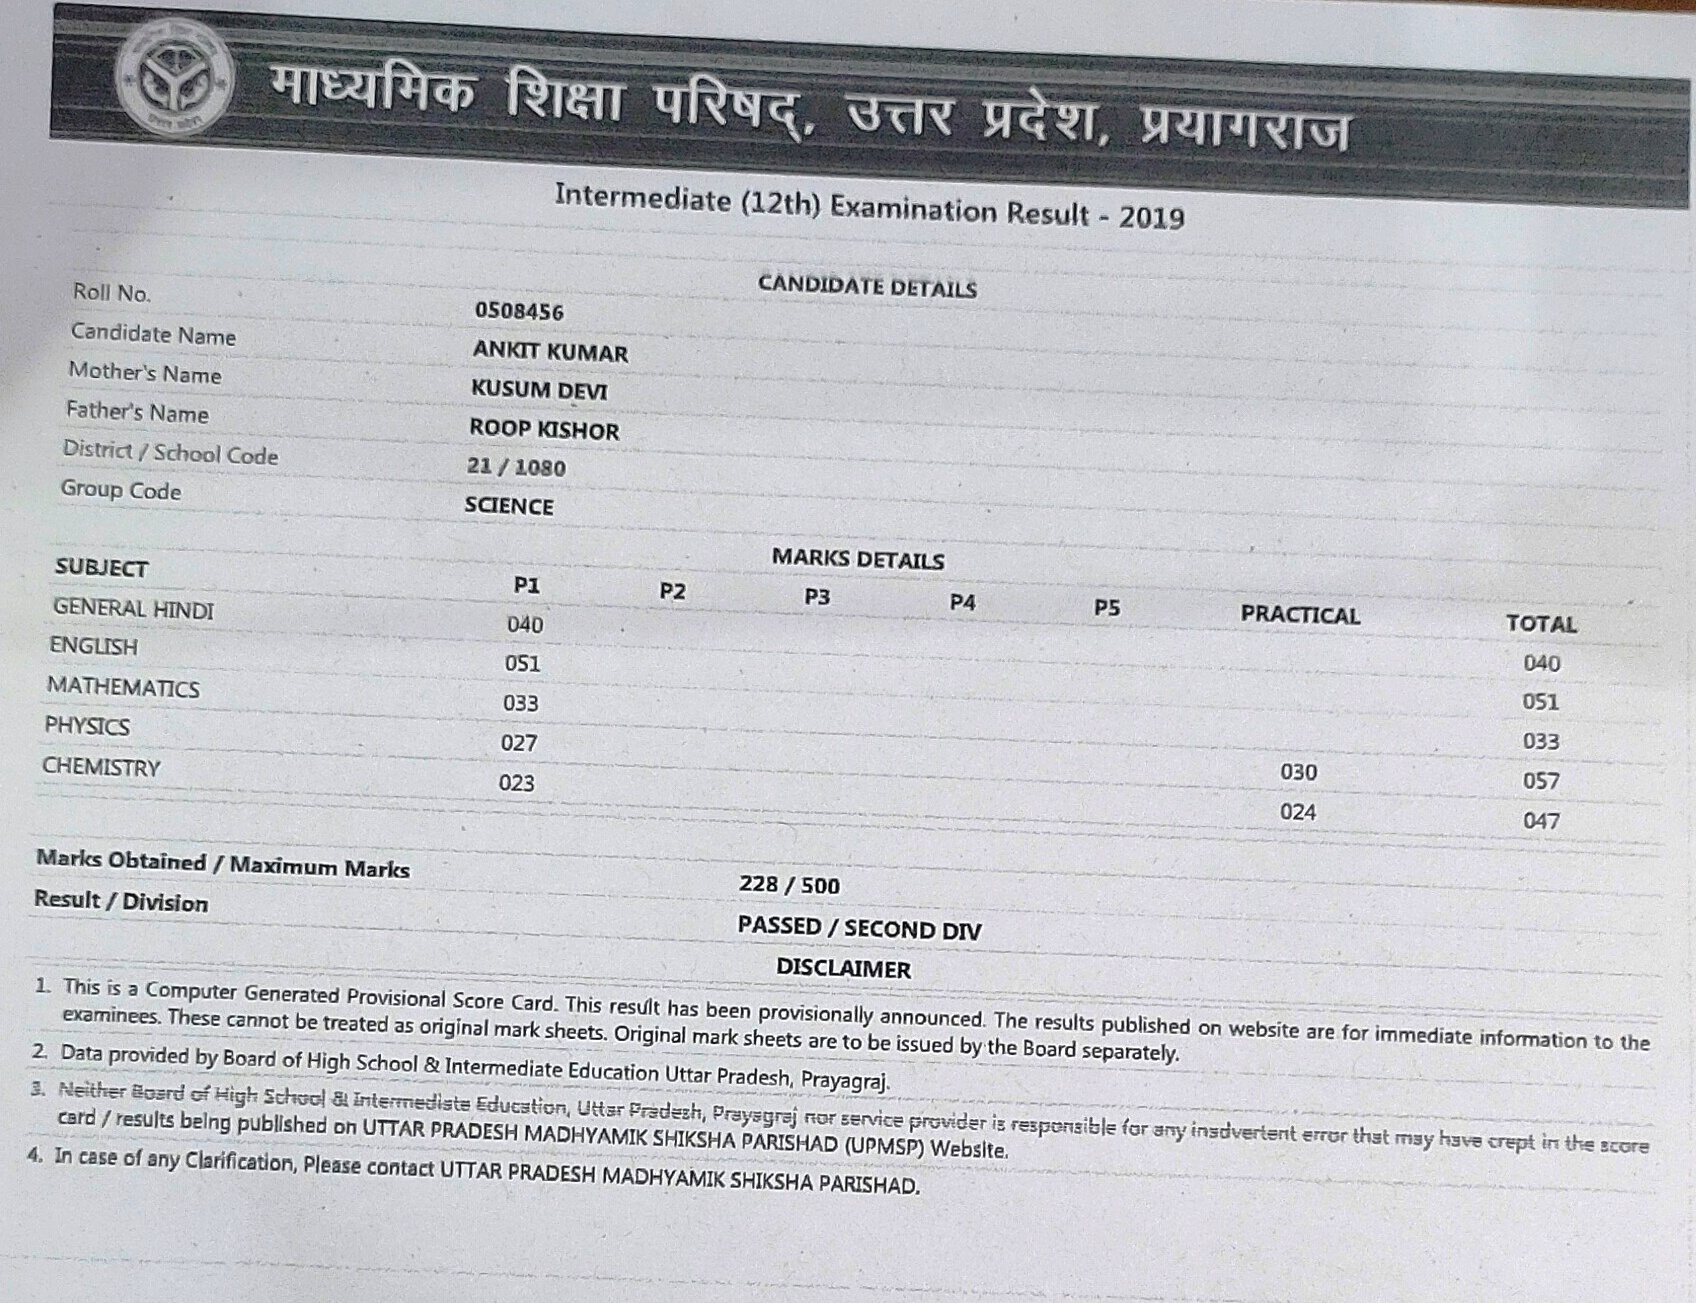 माध्यमिक शिक्षा परिषद्, उत्तर प्रदेश, प्रयागराज
Intermediate (12th) Examination Result - 2019
CANDIDATE DETAILS
Roll No. 0508456
Candidate Name ANKIT KUMAR
Mother's Name KUSUM DEVI
Father's Name ROOP KISHOR
District / School Code 21 / 1080
Group Code SCIENCE
MARKS DETAILS
SUBJECT P1 P2 P3 P4 P5 PRACTICAL TOTAL
GENERAL HINDI 040 040
ENGLISH 051 051
MATHEMATICS 033 033
PHYSICS 027 030 057
CHEMISTRY 023 024 047
Marks Obtained / Maximum Marks 228 / 500
Result / Division PASSED / SECOND DIV
DISCLAIMER
1. This is a Computer Generated Provisional Score Card. This result has been provisionally announced. The results published on website are for immediate information to the
examinees. These cannot be treated as original mark sheets. Original mark sheets are to be issued by the Board separately.
2. Data provided by Board of High School & Intermediate Education Uttar Pradesh, Prayagraj.
3. Neither Board of High School & Intermediate Education, Uttar Pradesh, Prayagraj nor service provider is responsible for any inadvertent error that may have crept in the score
card / results being published on UTTAR PRADESH MADHYAMIK SHIKSHA PARISHAD (UPMSP) Website.
4. In case of any Clarification, Please contact UTTAR PRADESH MADHYAMIK SHIKSHA PARISHAD.